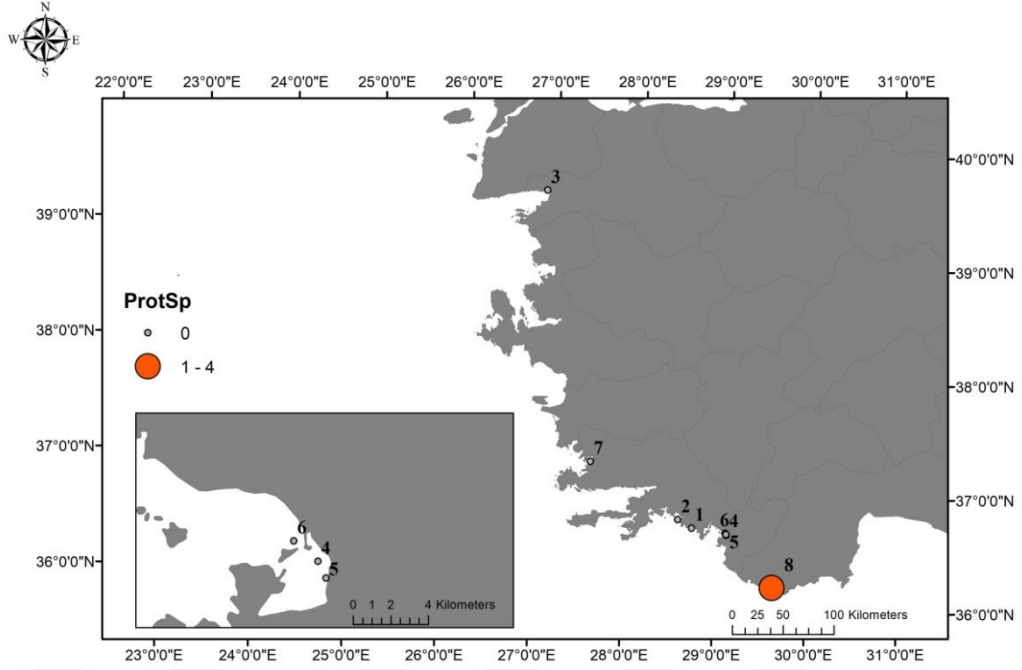 N
W E
S
22°0'0"E 23°0'0"E 24°0'0"E 25°0'0"E 26°0'0"E 27°0'0"E 28°0'0"E 29°0'0"E 30°0'0"E 31°0'0"E
40°0'0"N
3
39°0'0"N
39°0'0"N
ProtSp
0
38°0'0"N
1 - 4
38°0'0"N
37°0'0"N
7
37°0'0"N
2 1 64
5
6
4
5
36°0'0"N
8
0 1 2 4 Kilometers
0 25 50 100 Kilometers
36°0'0"N
23°0'0"E 24°0'0"E 25°0'0"E 26°0'0"E 27°0'0"E 28°0'0"E 29°0'0"E 30°0'0"E 31°0'0"E